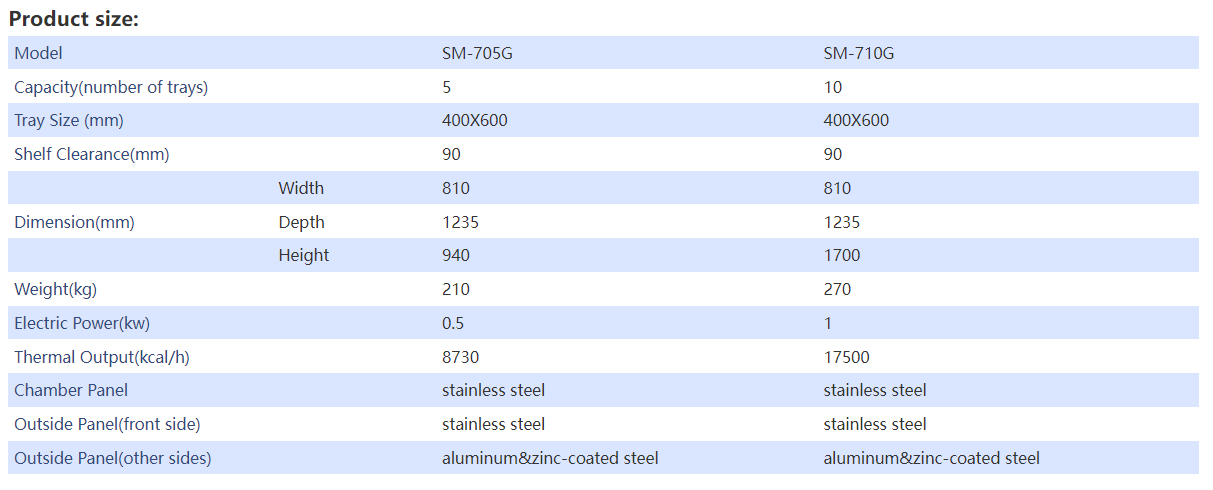 Product size:
Model SM-705G SM-710G
Capacity(number of trays) 5 10
Tray Size (mm) 400X600 400X600
Shelf Clearance(mm) 90 90
Width 810 810
Dimension(mm) Depth 1235 1235
Height 940 1700
Weight(kg) 210 270
Electric Power(kw) 0.5 1
Thermal Output(kcal/h) 8730 17500
Chamber Panel stainless steel stainless steel
Outside Panel(front side) stainless steel stainless steel
Outside Panel(other sides) aluminum&zinc-coated steel aluminum&zinc-coated steel